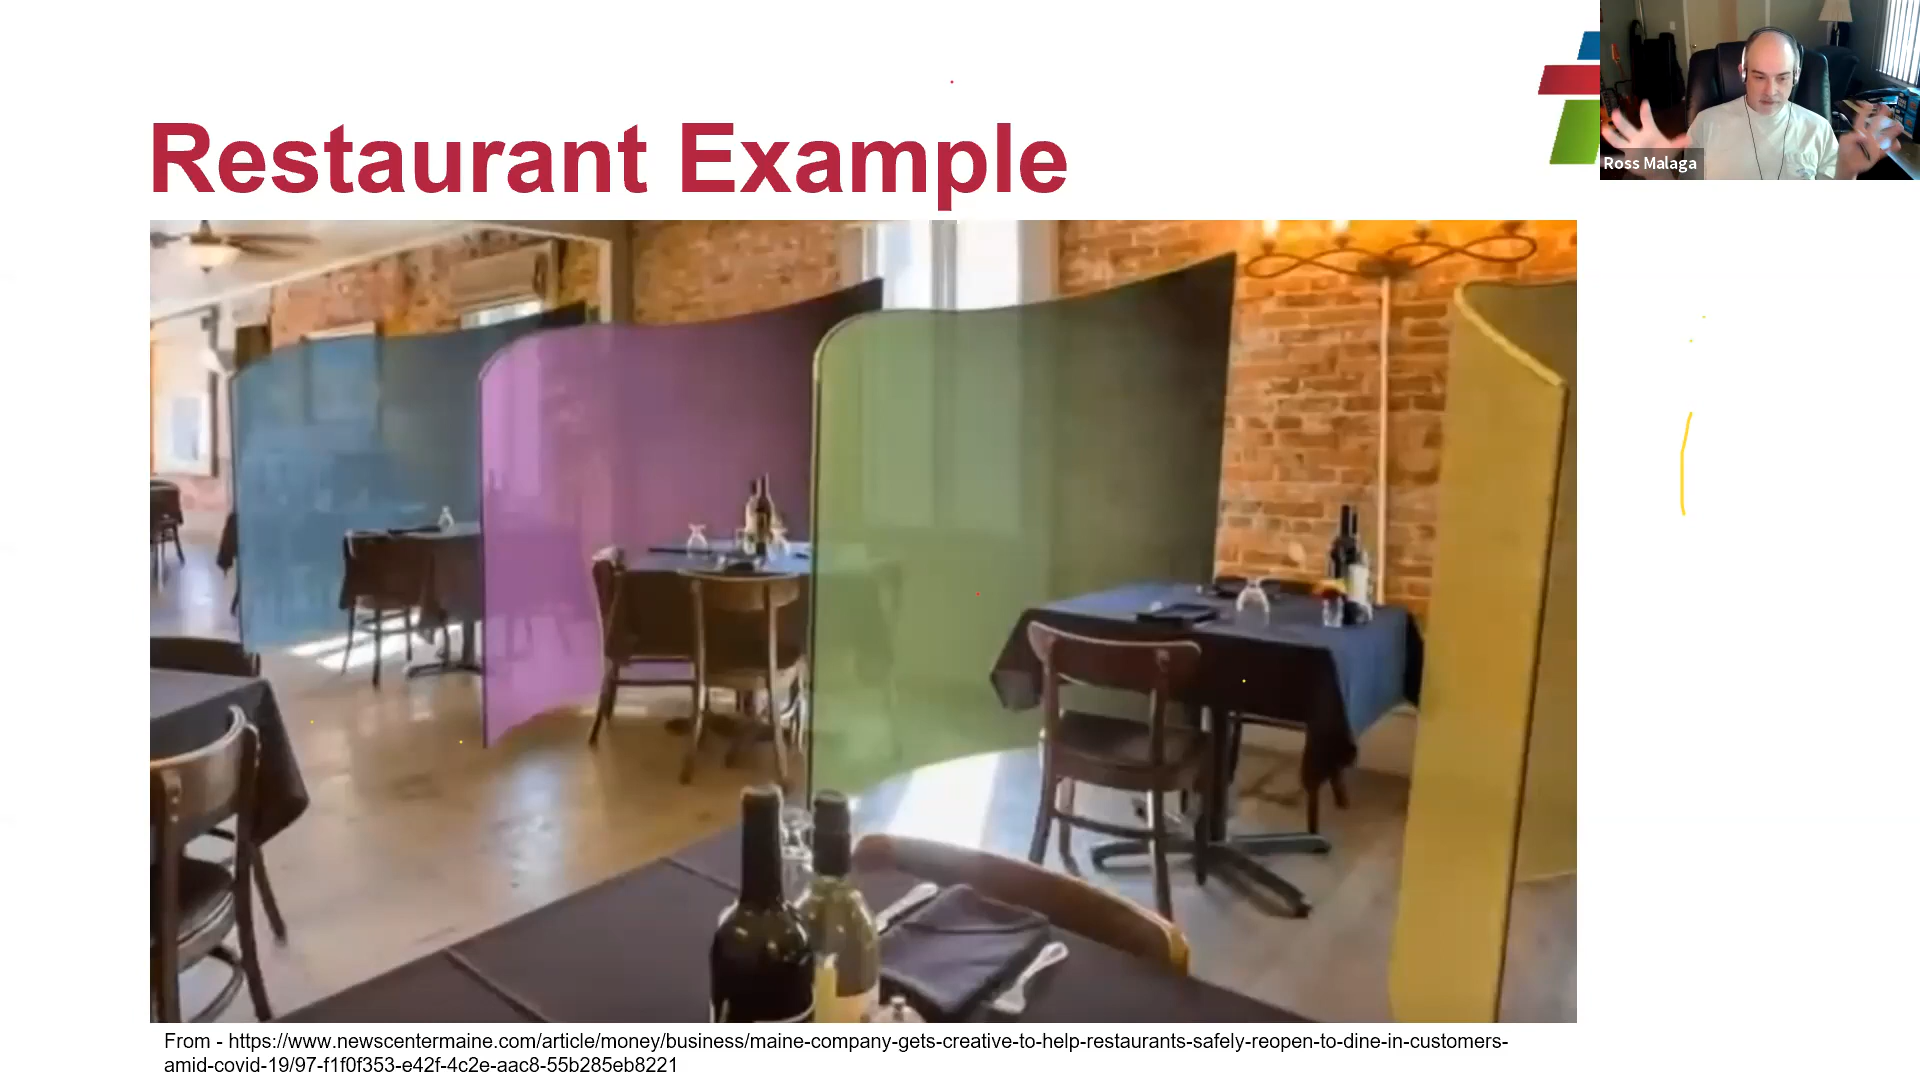 Restaurant Example
Ross Malaga
From - https://www.newscentermaine.com/article/money/business/maine-company-gets-creative-to-help-restaurants-safely-reopen-to-dine-in-customers-
amid-covid-19/97-f1f0f353-e42f-4c2e-aac8-55b285eb8221